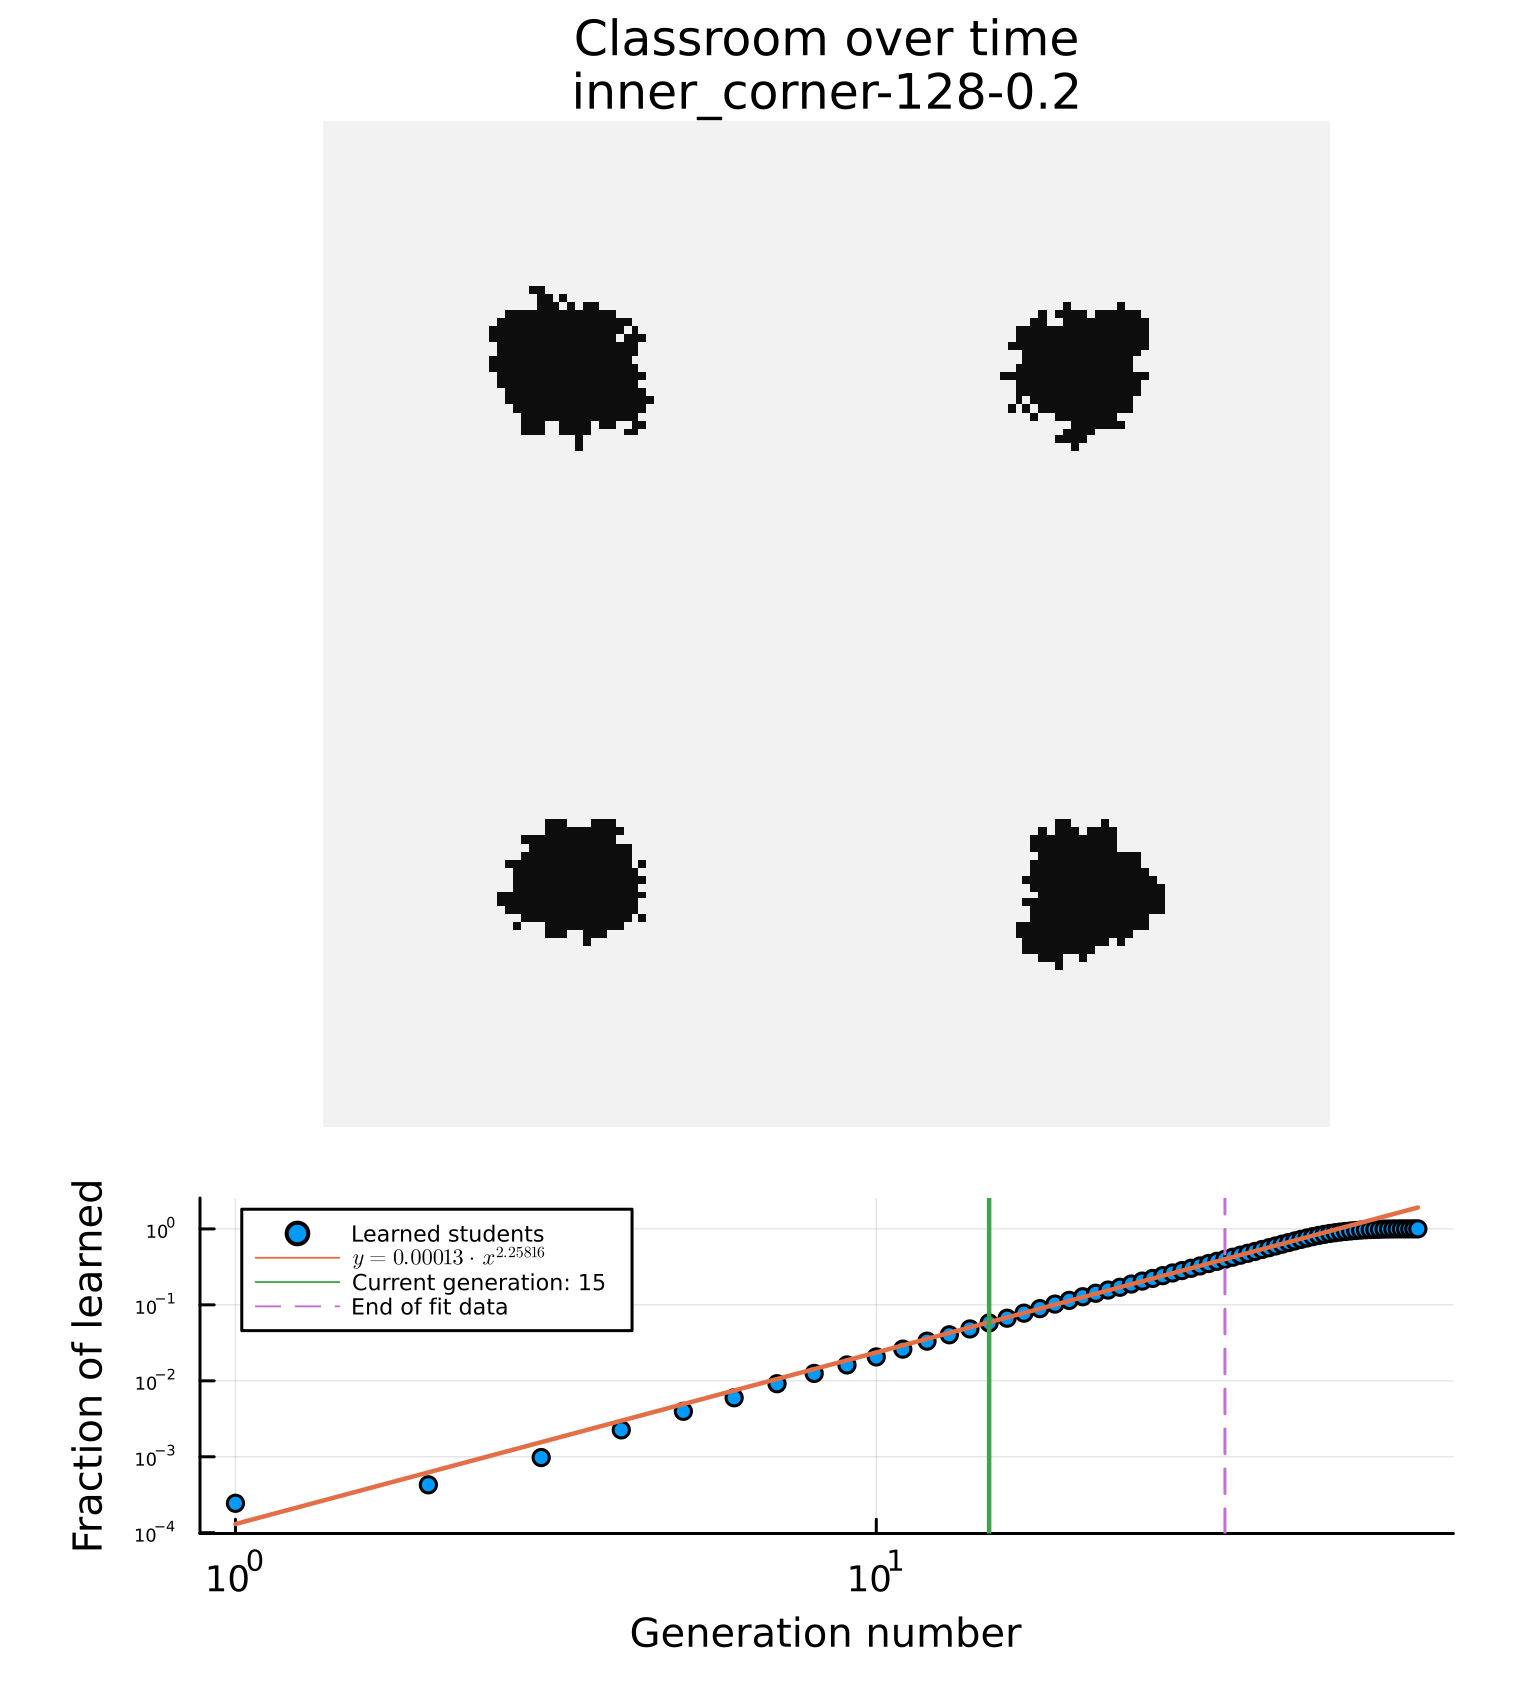 Classroom over time
inner_corner-128-0.2
Fraction of learned
10^0
10^-1
10^-2
10^-3
10^-4
Learned students
y = 0.00013 · x^2.25816
Current generation: 15
End of fit data
10^0
10^1
Generation number